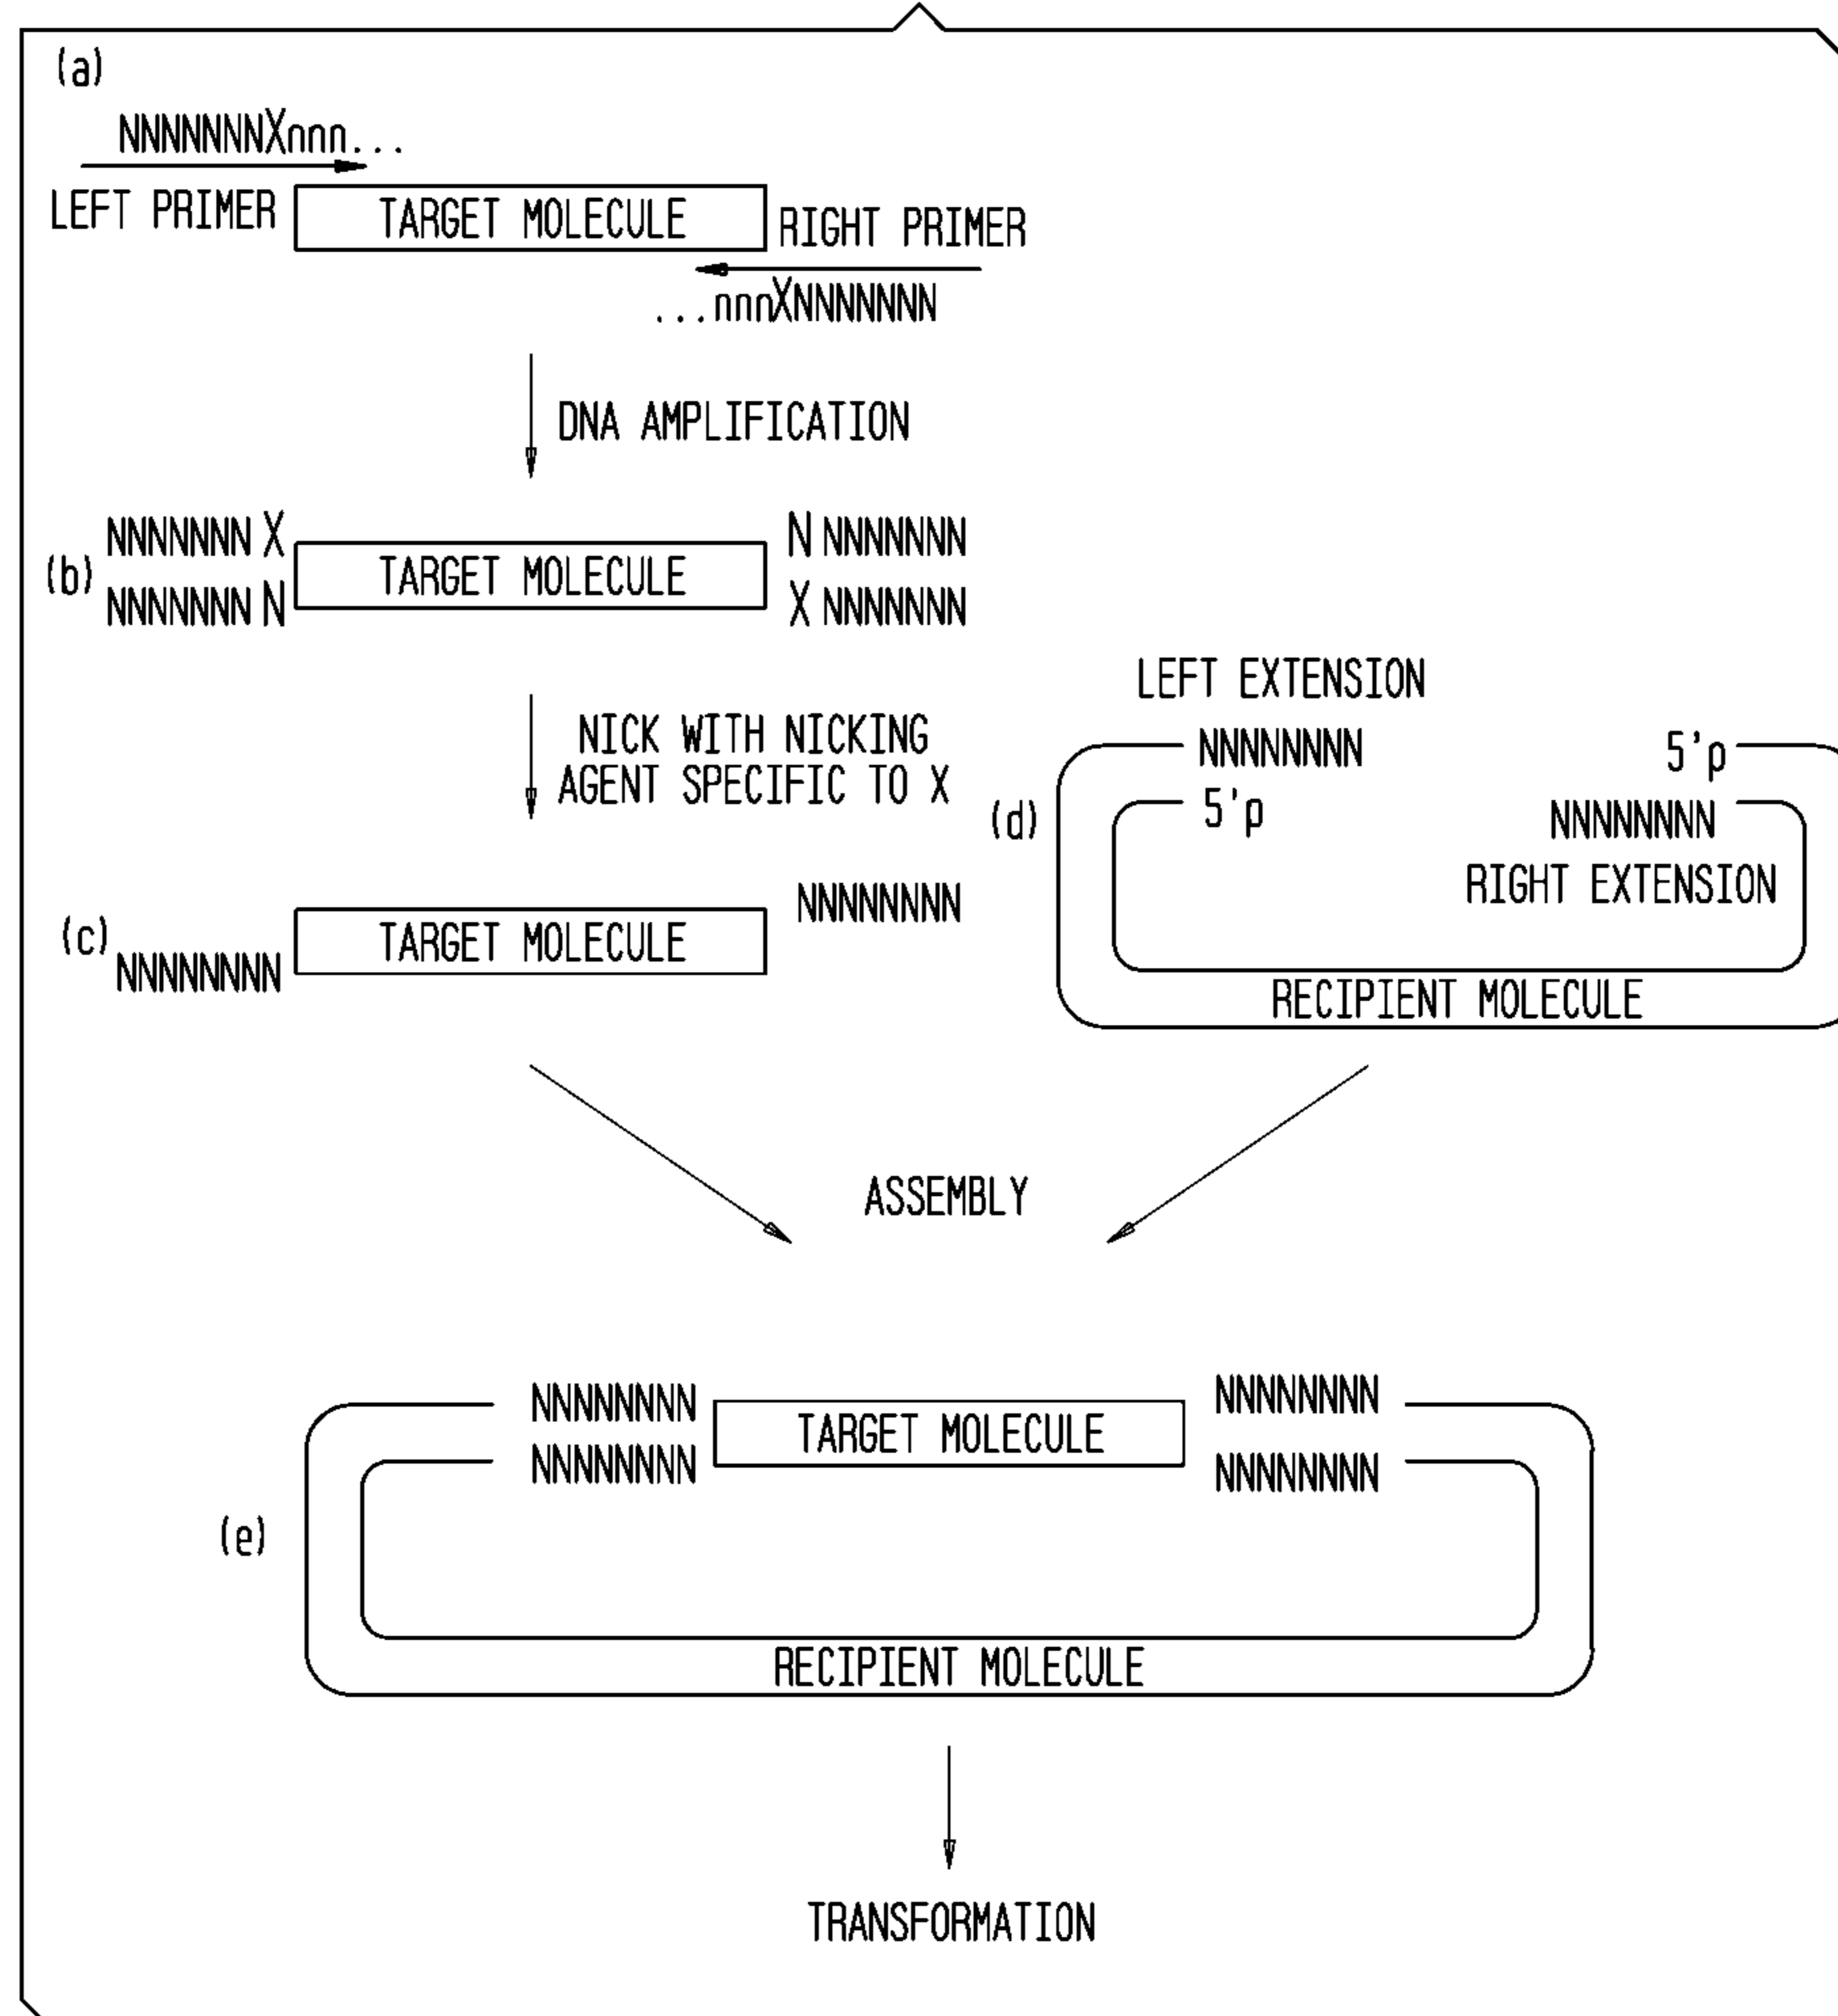 (a)
NNNNNNNXnnn...
LEFT PRIMER
TARGET MOLECULE
RIGHT PRIMER
...nnnXNNNNNNN
DNA AMPLIFICATION
(b)
NNNNNNN X
N NNNNNNN
TARGET MOLECULE
NNNNNNN N
X NNNNNNN
NICK WITH NICKING
AGENT SPECIFIC TO X
(c)
NNNNNNNN
TARGET MOLECULE
NNNNNNNN
LEFT EXTENSION
NNNNNNNN
5'p
(d)
5'p
NNNNNNNN
RIGHT EXTENSION
RECIPIENT MOLECULE
ASSEMBLY
NNNNNNNN
TARGET MOLECULE
NNNNNNNN
NNNNNNNN
NNNNNNNN
(e)
RECIPIENT MOLECULE
TRANSFORMATION